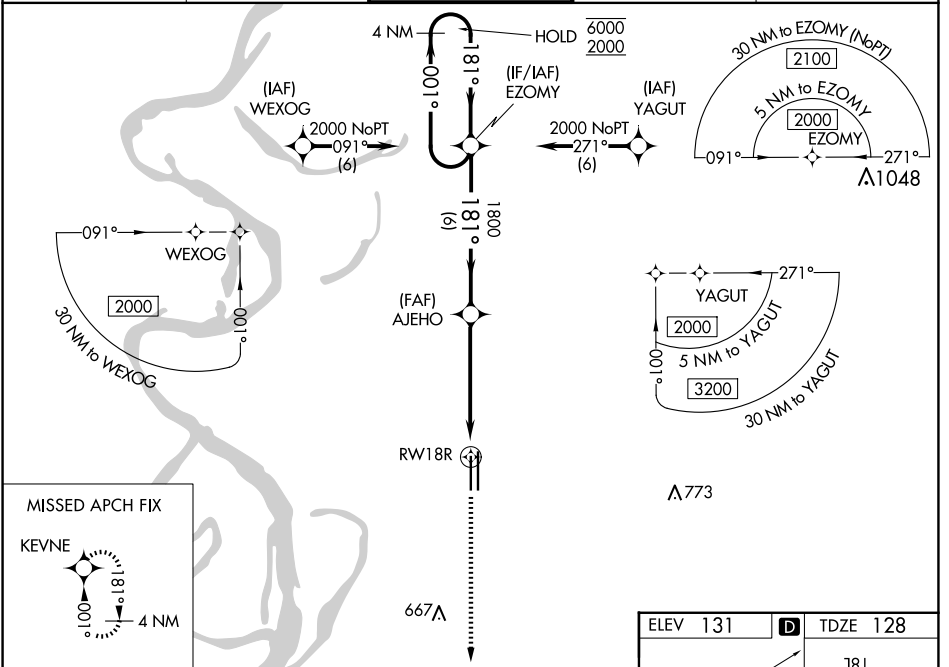 4 NM
HOLD
6000
2000
181°
001°
(IF/IAF)
EZOMY
(IAF)
WEXOG
2000 NoPT
091°
(6)
(IAF)
YAGUT
2000 NoPT
271°
(6)
30 NM to EZOMY (NoPT)
2100
5 NM to EZOMY
2000
EZOMY
091°
271°
1048
1800
181°
(6)
091°
WEXOG
2000
001°
30 NM to WEXOG
(FAF)
AJEHO
271°
YAGUT
2000
001°
5 NM to YAGUT
3200
30 NM to YAGUT
RW18R
773
MISSED APCH FIX
KEVNE
181°
001°
4 NM
667
ELEV 131
D
TDZE 128
181